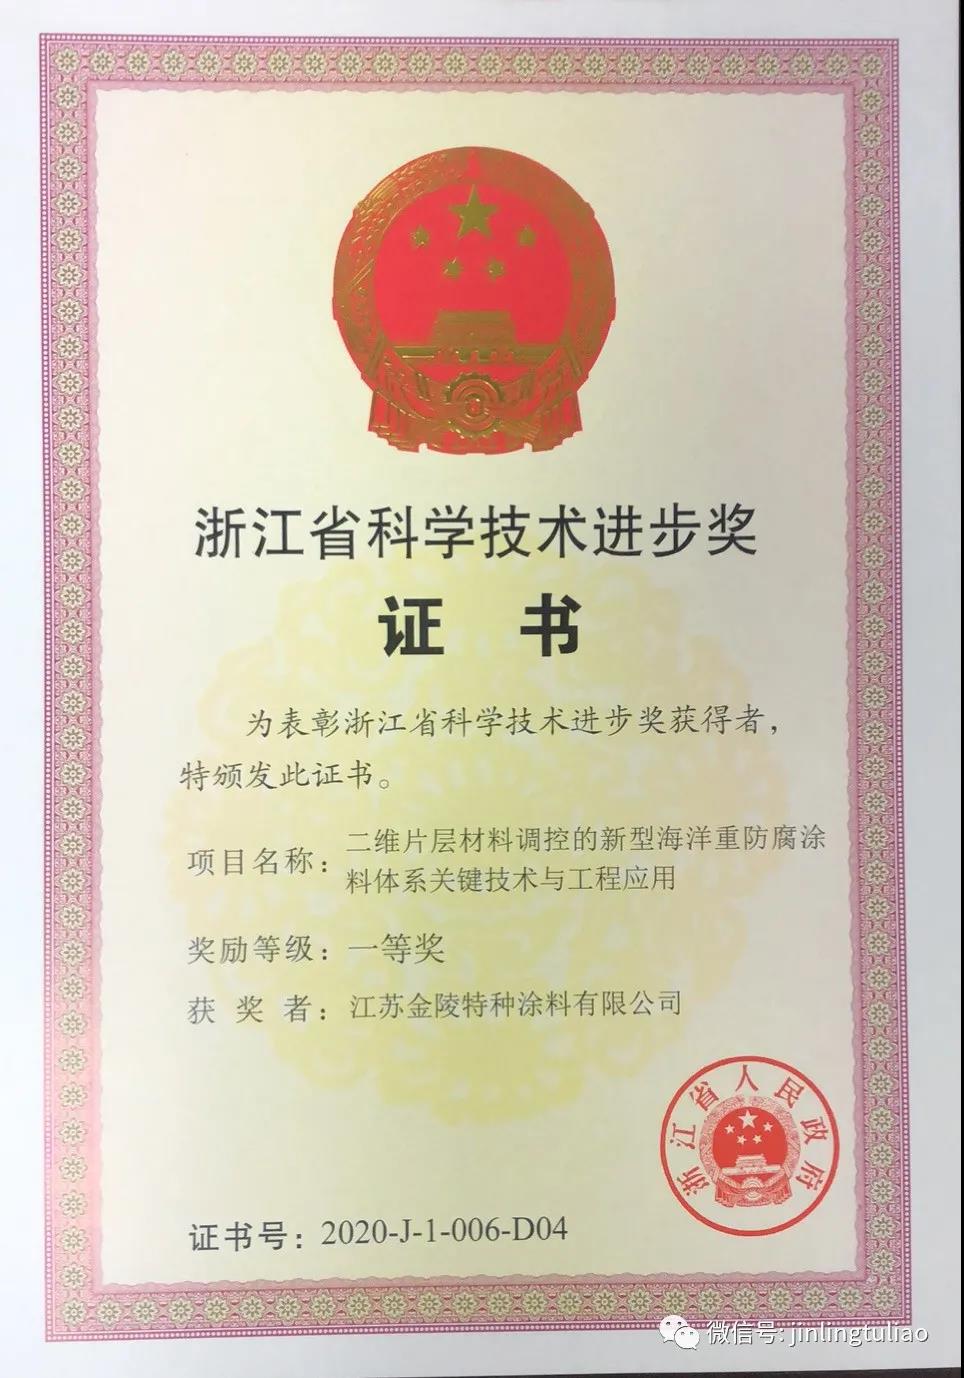 浙江省科学技术进步奖
证 书
为表彰浙江省科学技术进步奖获得者，
特颁发此证书。
项目名称：二维片层材料调控的新型海洋重防腐涂
料体系关键技术与工程应用
奖励等级：一等奖
获 奖 者：江苏金陵特种涂料有限公司
浙江省人民政府
证书号：2020-J-1-006-D04
微信号: jinlingtuliao